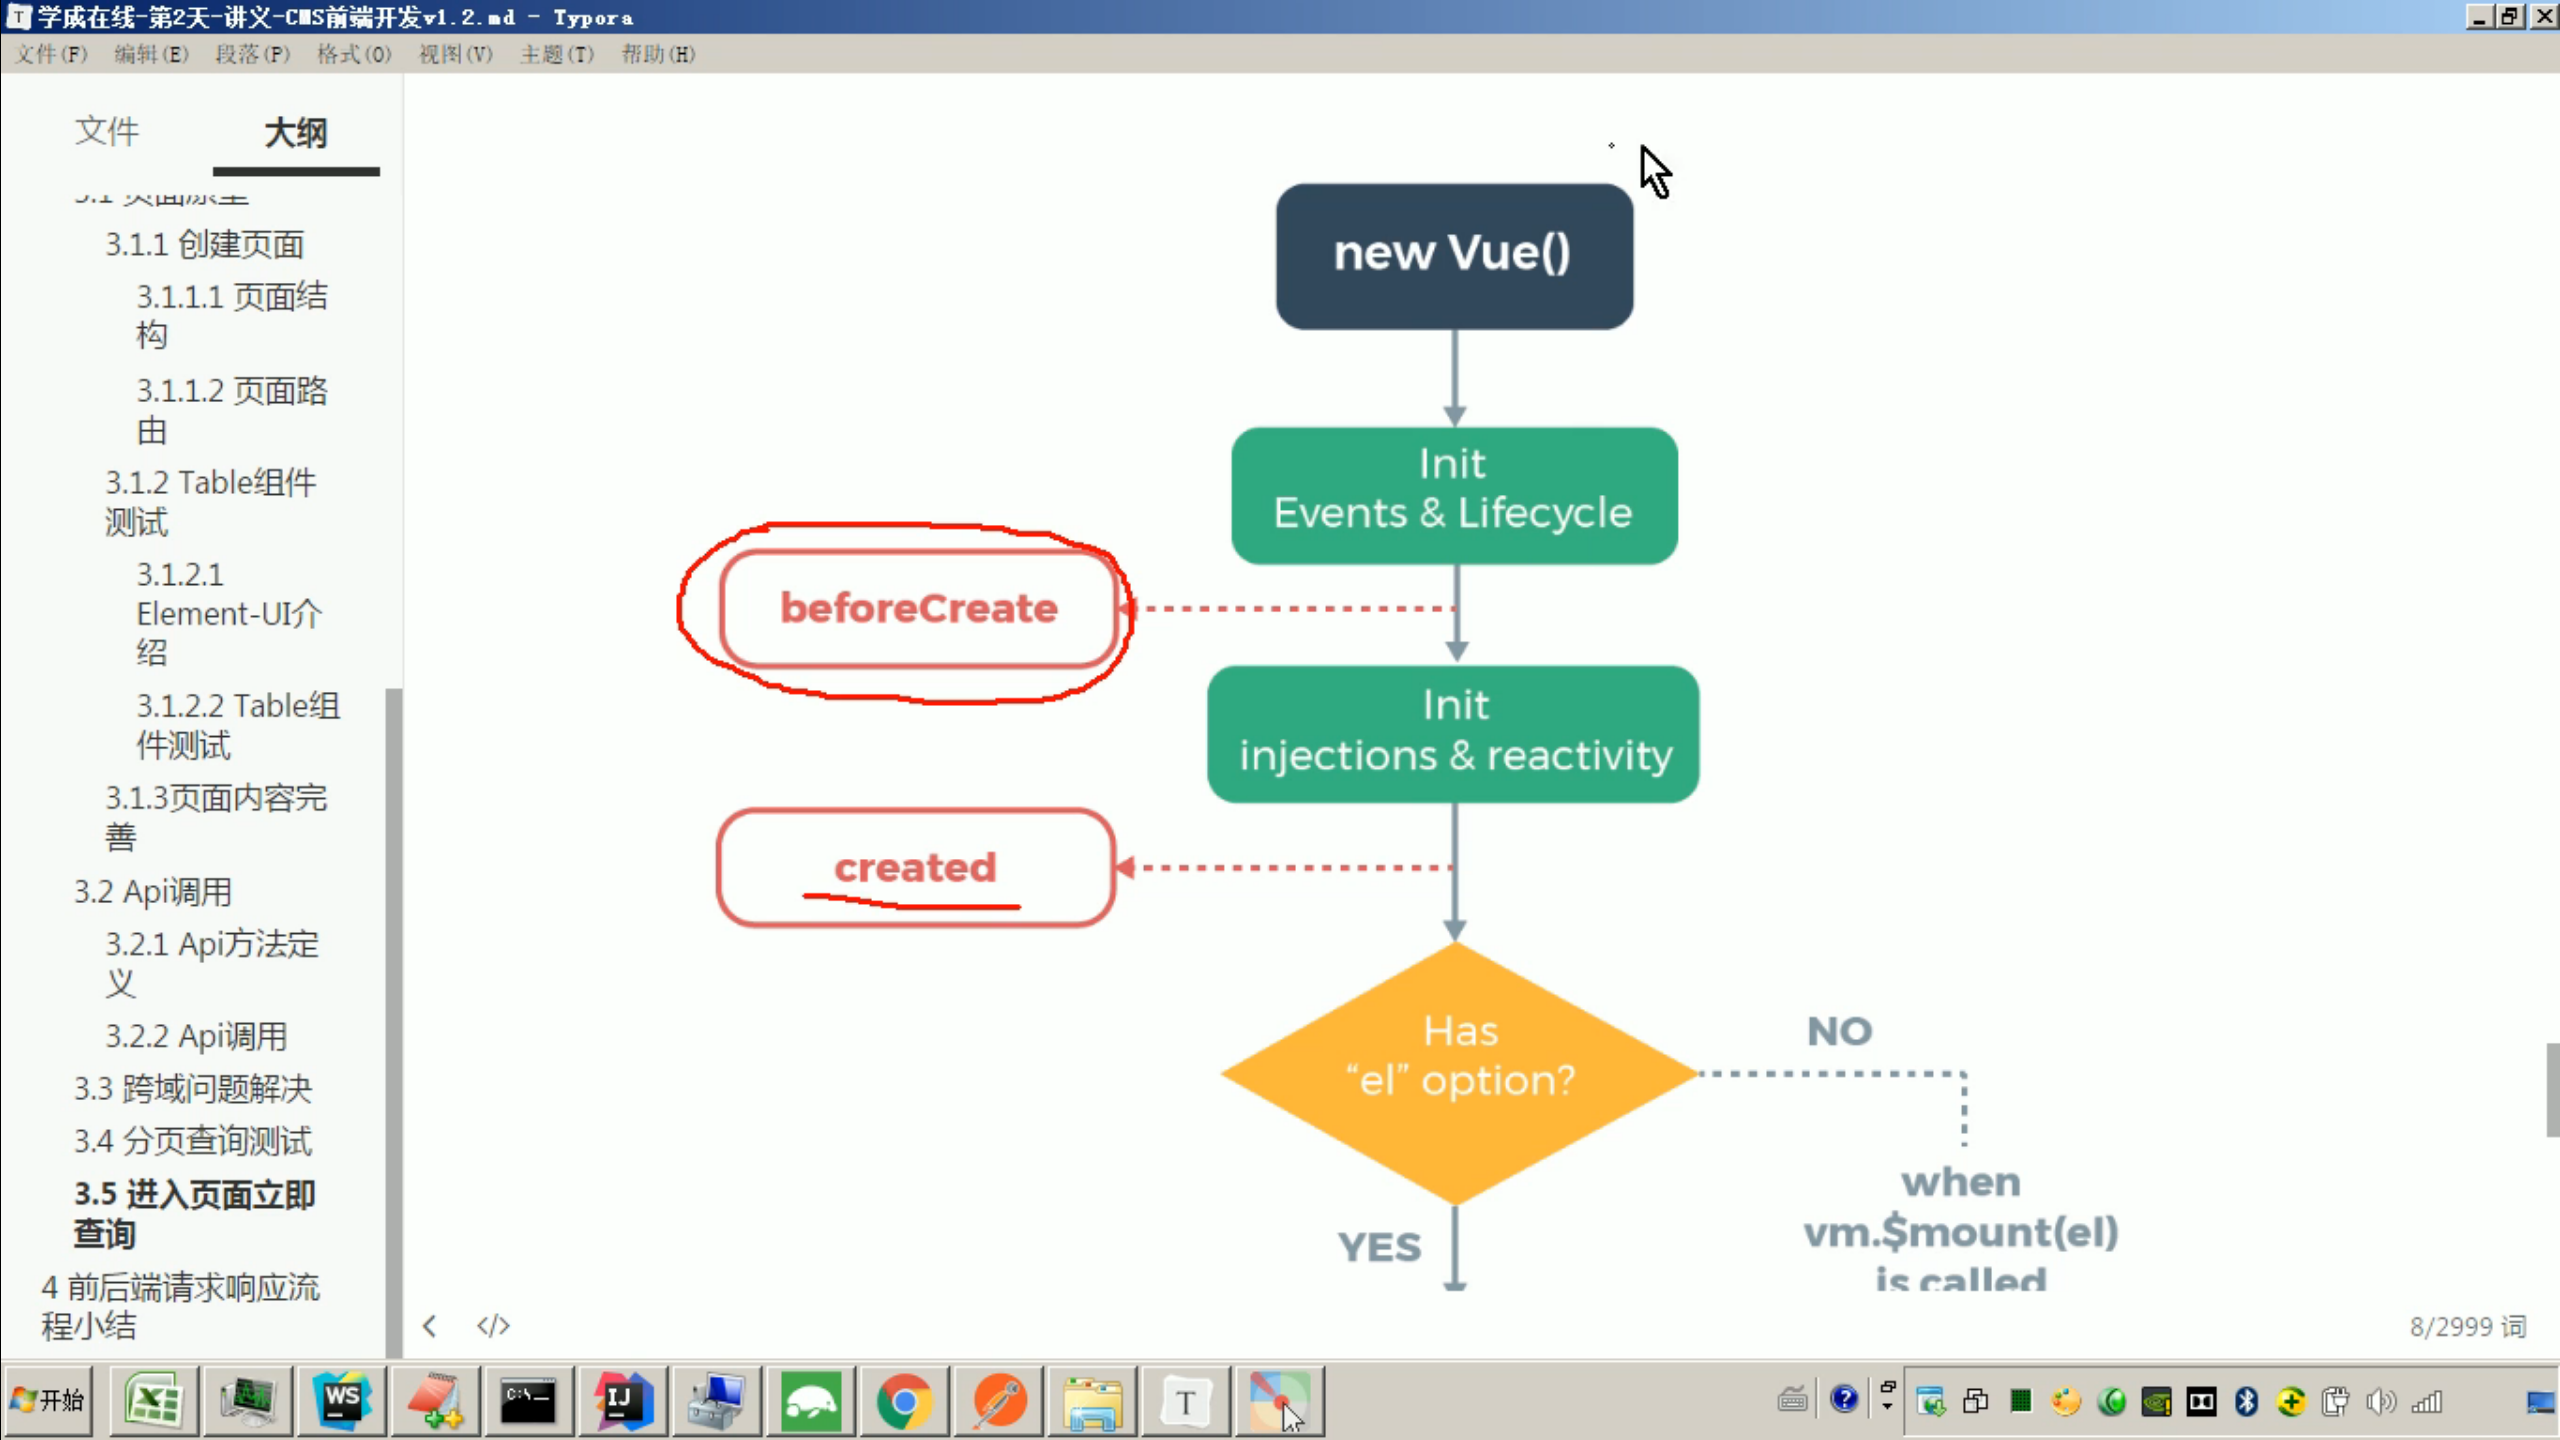 学成在线-第2天-讲义-CMS前端开发v1.2.md - Typora
文件(F) 编辑(E) 段落(P) 格式(O) 视图(V) 主题(T) 帮助(H)
文件 大纲
3.1.1 创建页面
3.1.1.1 页面结
构
3.1.1.2 页面路
由
3.1.2 Table组件
测试
3.1.2.1
Element-UI介
绍
3.1.2.2 Table组
件测试
3.1.3页面内容完
善
3.2 Api调用
3.2.1 Api方法定
义
3.2.2 Api调用
3.3 跨域问题解决
3.4 分页查询测试
3.5 进入页面立即
查询
4 前后端请求响应流
程小结
new Vue()
Init
Events & Lifecycle
beforeCreate
Init
injections & reactivity
created
Has
“el” option?
NO
YES
when
vm.$mount(el)
is called
8/2999 词
开始
WS
C:\_
IJ
T